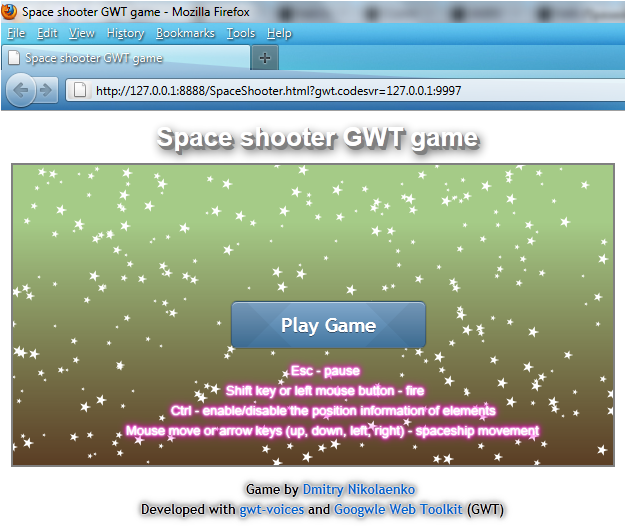 Space shooter GWT game - Mozilla Firefox
File Edit View History Bookmarks Tools Help
Space shooter GWT game
http://127.0.0.1:8888/SpaceShooter.html?gwt.codesvr=127.0.0.1:9997
Space shooter GWT game
Play Game
Esc - pause
Shift key or left mouse button - fire
Ctrl - enable/disable the position information of elements
Mouse move or arrow keys (up, down, left, right) - spaceship movement
Game by Dmitry Nikolaenko
Developed with gwt-voices and Googwle Web Toolkit (GWT)